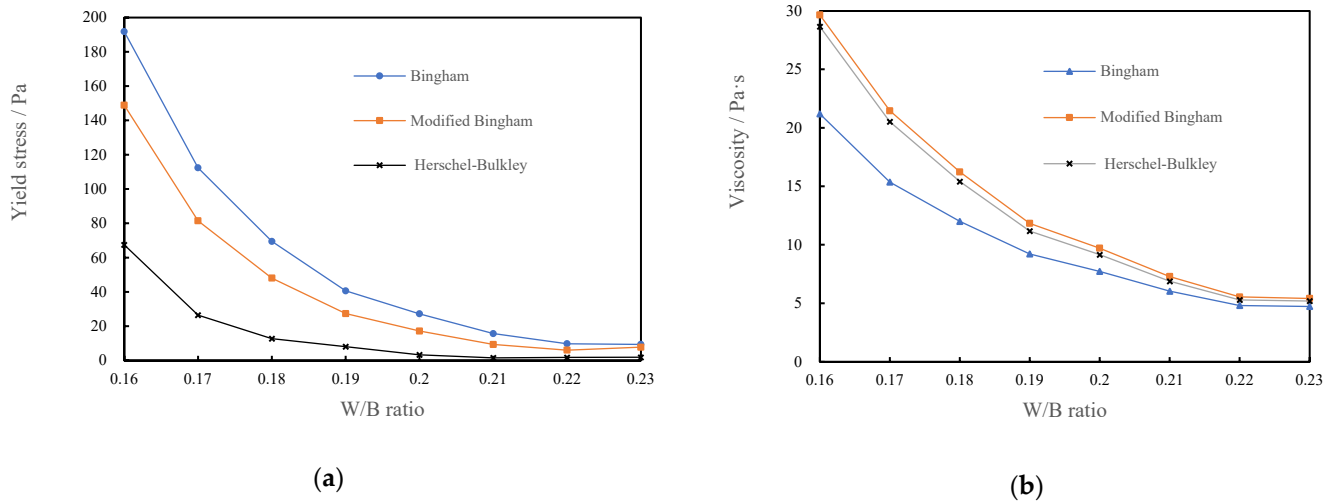 200
180
160
140
120
100
80
60
40
20
0
Yield stress / Pa
Bingham
Modified Bingham
Herschel-Bulkley
0.16 0.17 0.18 0.19 0.2 0.21 0.22 0.23
W/B ratio
(a)
30
25
20
15
10
5
0
Viscosity / Pa·s
Bingham
Modified Bingham
Herschel-Bulkley
0.16 0.17 0.18 0.19 0.2 0.21 0.22 0.23
W/B ratio
(b)